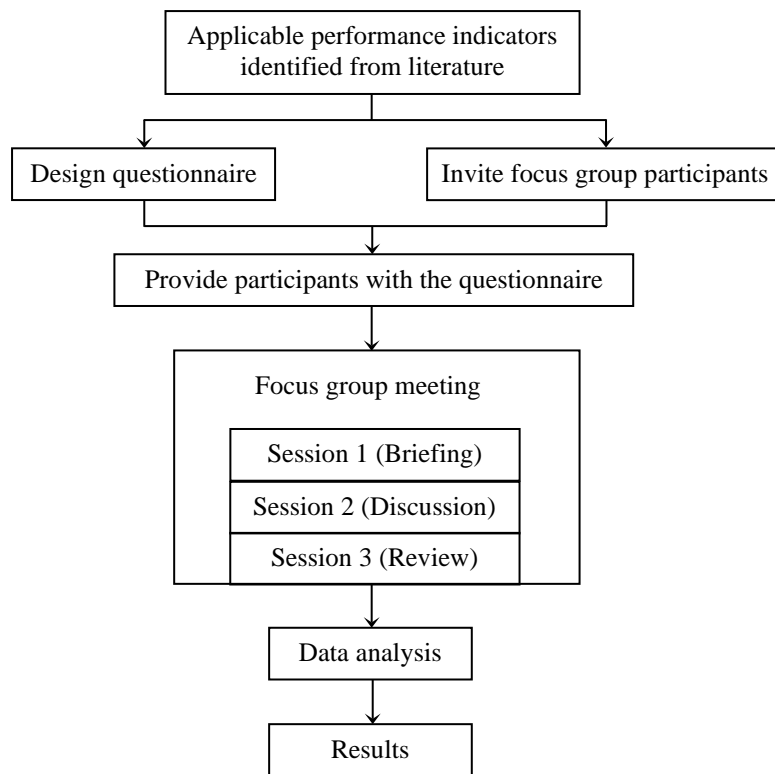 Applicable performance indicators
identified from literature
Design questionnaire
Invite focus group participants
Provide participants with the questionnaire
Focus group meeting
Session 1 (Briefing)
Session 2 (Discussion)
Session 3 (Review)
Data analysis
Results